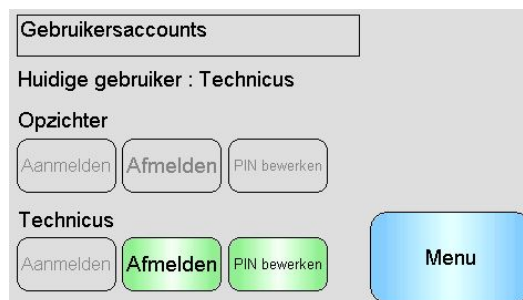 Gebruikersaccounts
Huidige gebruiker : Technicus
Opzichter
Aanmelden Afmelden PIN bewerken
Technicus
Aanmelden Afmelden PIN bewerken
Menu